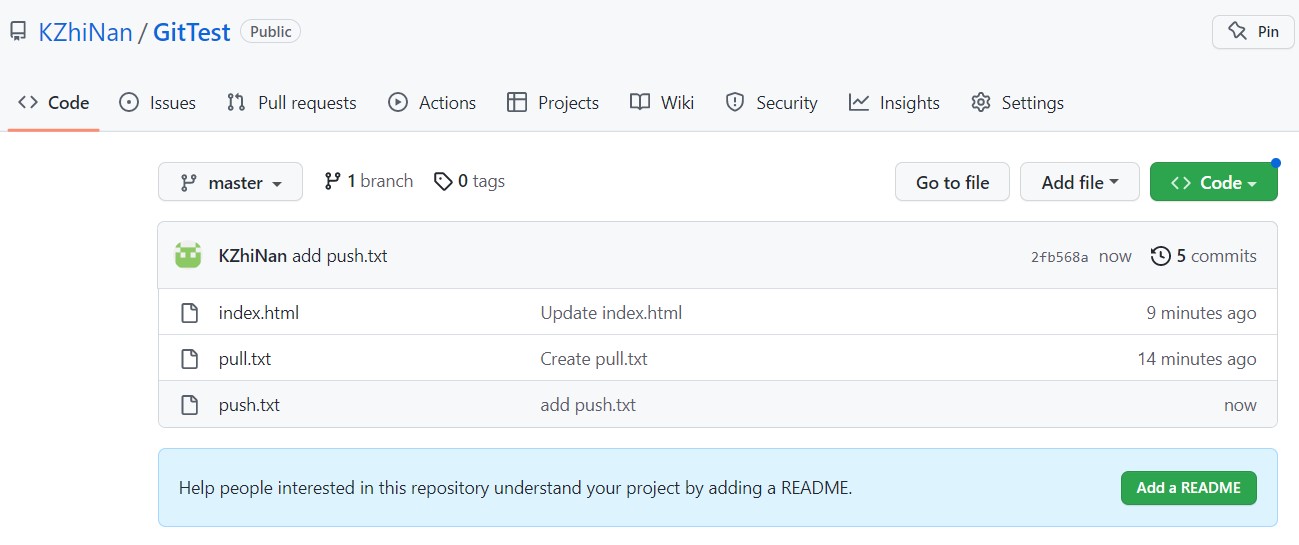 KZhiNan / GitTest Public Pin
Code Issues Pull requests Actions Projects Wiki Security Insights Settings
master 1 branch 0 tags Go to file Add file Code
KZhiNan add push.txt 2fb568a now 5 commits
index.html Update index.html 9 minutes ago
pull.txt Create pull.txt 14 minutes ago
push.txt add push.txt now
Help people interested in this repository understand your project by adding a README. Add a README